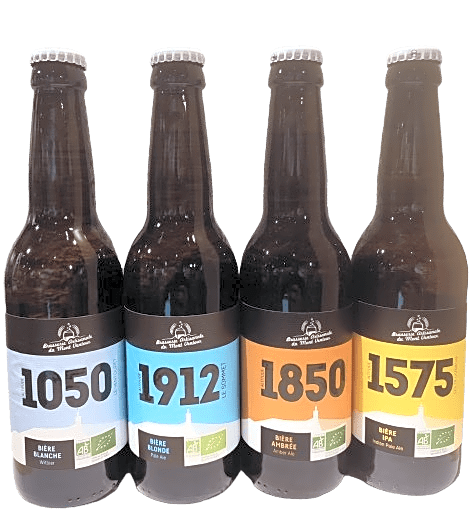 Brasserie Artisanale
du Mont Ventoux
1050
BIÈRE
BLANCHE
Witbier
AB
Brasserie Artisanale
du Mont Ventoux
1912
LE SOMMET
BIÈRE
BLONDE
Pale Ale
AB
Brasserie Artisanale
du Mont Ventoux
1850
BIÈRE
AMBRÉE
Amber Ale
AB
Brasserie Artisanale
du Mont Ventoux
1575
BIÈRE
IPA
Indian Pale Ale
AB